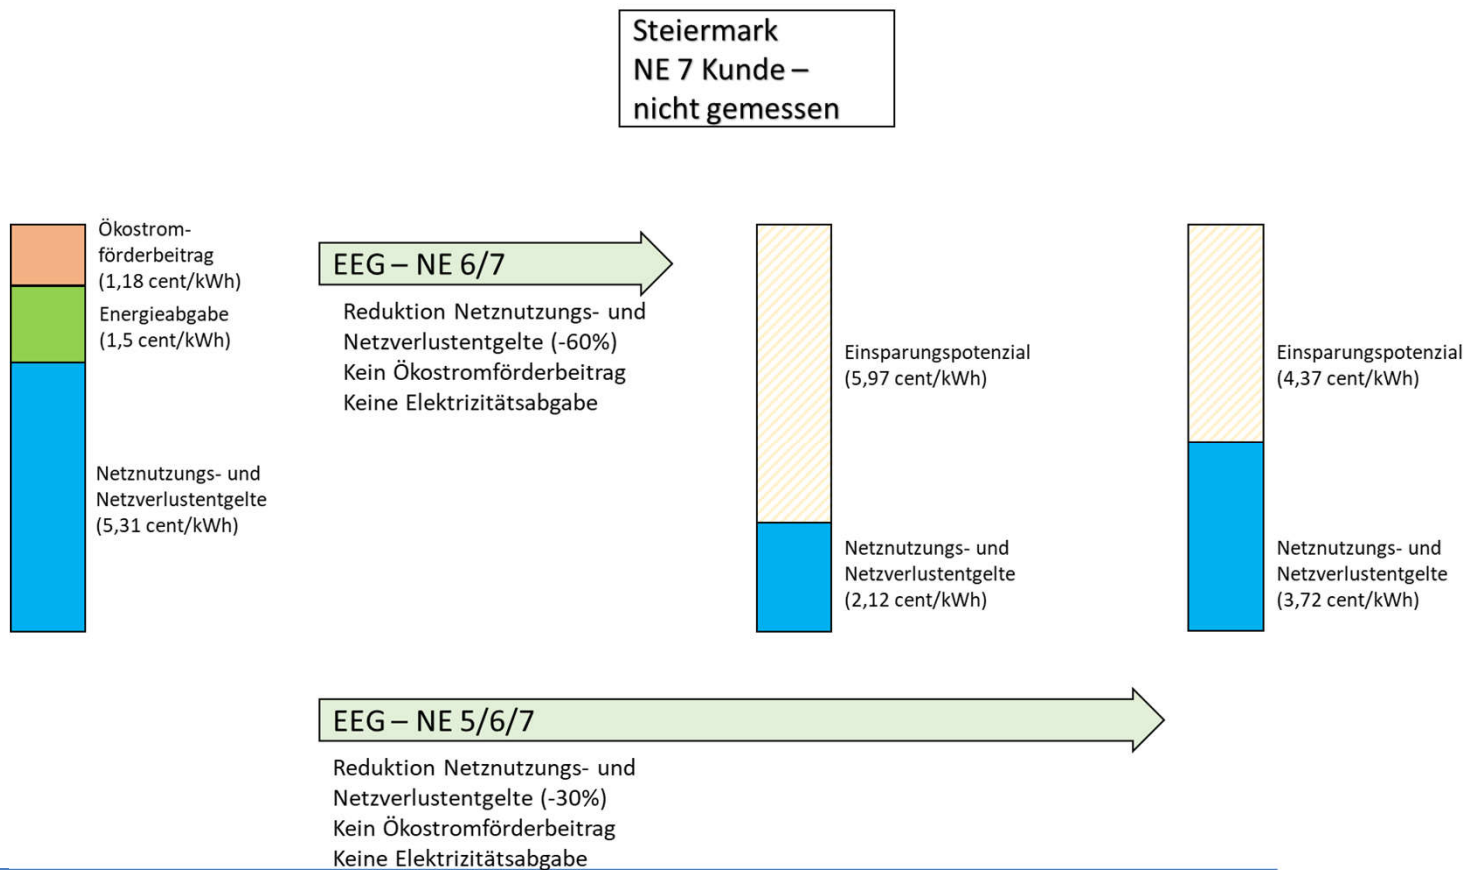 Steiermark
NE 7 Kunde –
nicht gemessen
Ökostrom-
förderbeitrag
(1,18 cent/kWh)
Energieabgabe
(1,5 cent/kWh)
Netznutzungs- und
Netzverlustentgelte
(5,31 cent/kWh)
EEG – NE 6/7
Reduktion Netznutzungs- und
Netzverlustentgelte (-60%)
Kein Ökostromförderbeitrag
Keine Elektrizitätsabgabe
Einsparungspotenzial
(5,97 cent/kWh)
Netznutzungs- und
Netzverlustentgelte
(2,12 cent/kWh)
Einsparungspotenzial
(4,37 cent/kWh)
Netznutzungs- und
Netzverlustentgelte
(3,72 cent/kWh)
EEG – NE 5/6/7
Reduktion Netznutzungs- und
Netzverlustentgelte (-30%)
Kein Ökostromförderbeitrag
Keine Elektrizitätsabgabe